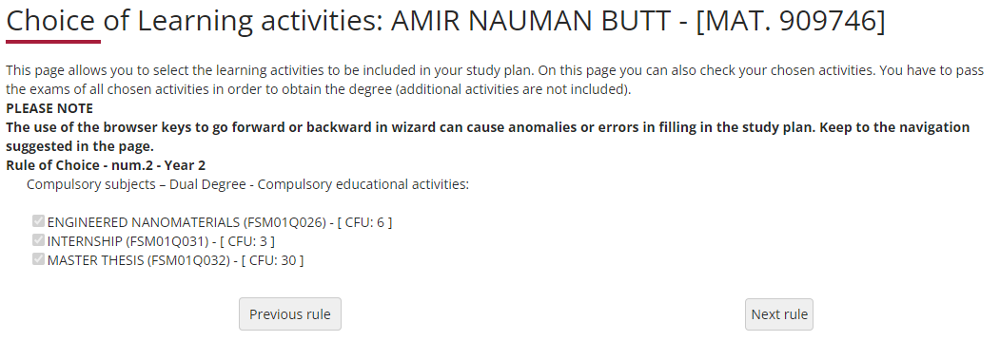 Choice of Learning activities: AMIR NAUMAN BUTT - [MAT. 909746]
This page allows you to select the learning activities to be included in your study plan. On this page you can also check your chosen activities. You have to pass
the exams of all chosen activities in order to obtain the degree (additional activities are not included).
PLEASE NOTE
The use of the browser keys to go forward or backward in wizard can cause anomalies or errors in filling in the study plan. Keep to the navigation
suggested in the page.
Rule of Choice - num.2 - Year 2
Compulsory subjects – Dual Degree - Compulsory educational activities:
ENGINEERED NANOMATERIALS (FSM01Q026) - [ CFU: 6 ]
INTERNSHIP (FSM01Q031) - [ CFU: 3 ]
MASTER THESIS (FSM01Q032) - [ CFU: 30 ]
Previous rule
Next rule